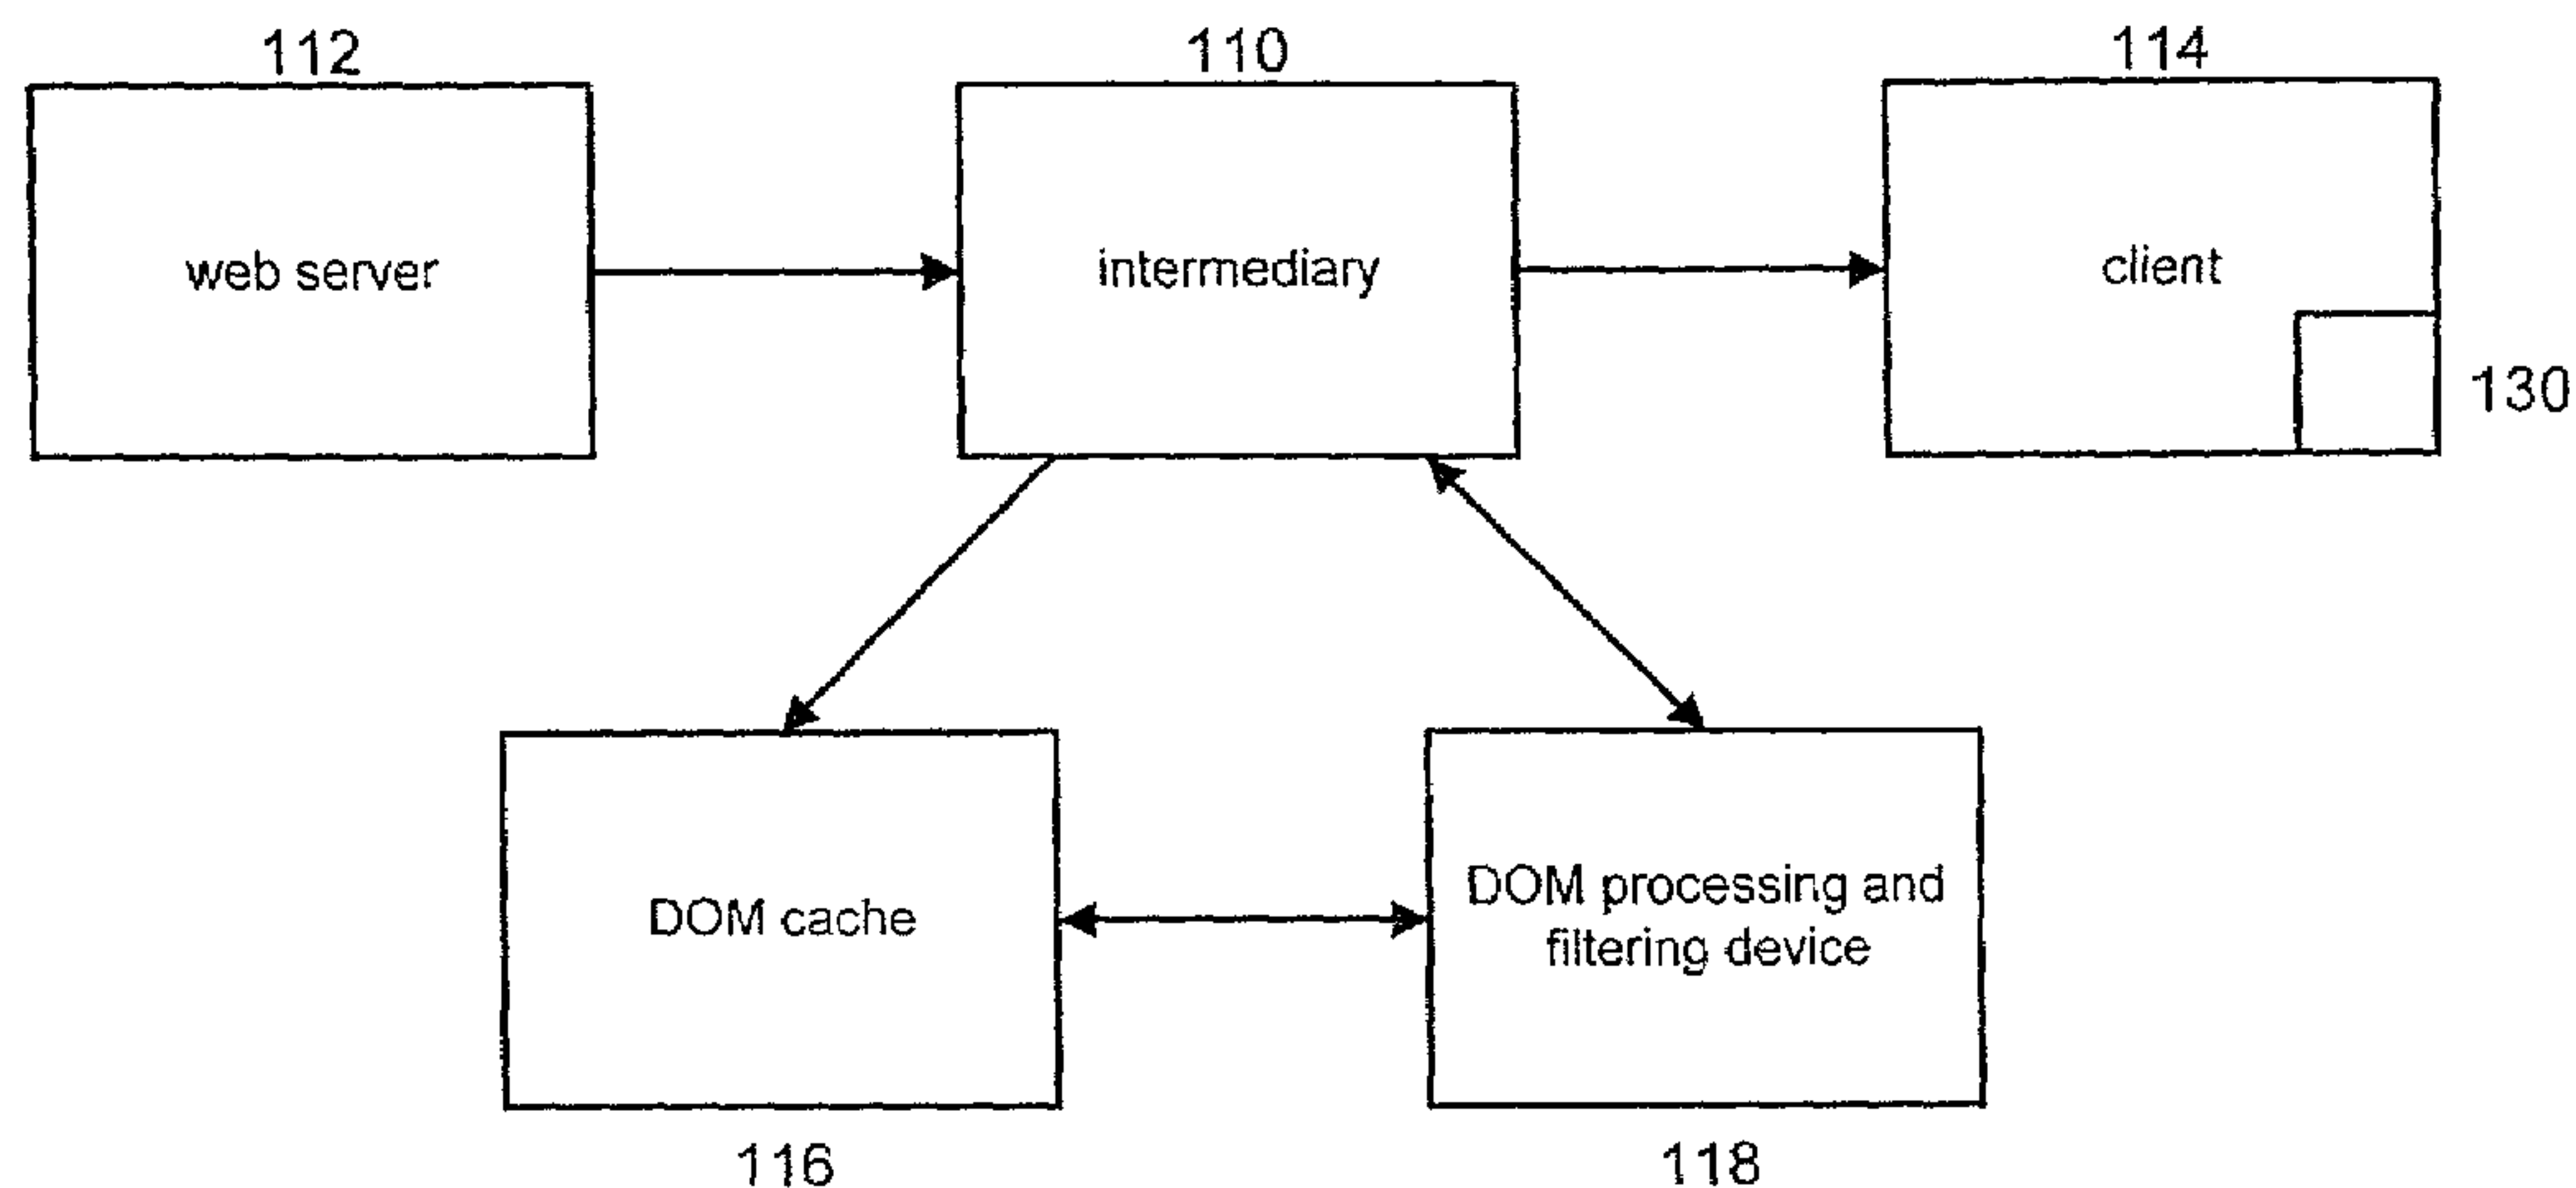 112
110
114
web server
intermediary
client
130
DOM cache
DOM processing and
filtering device
116
118